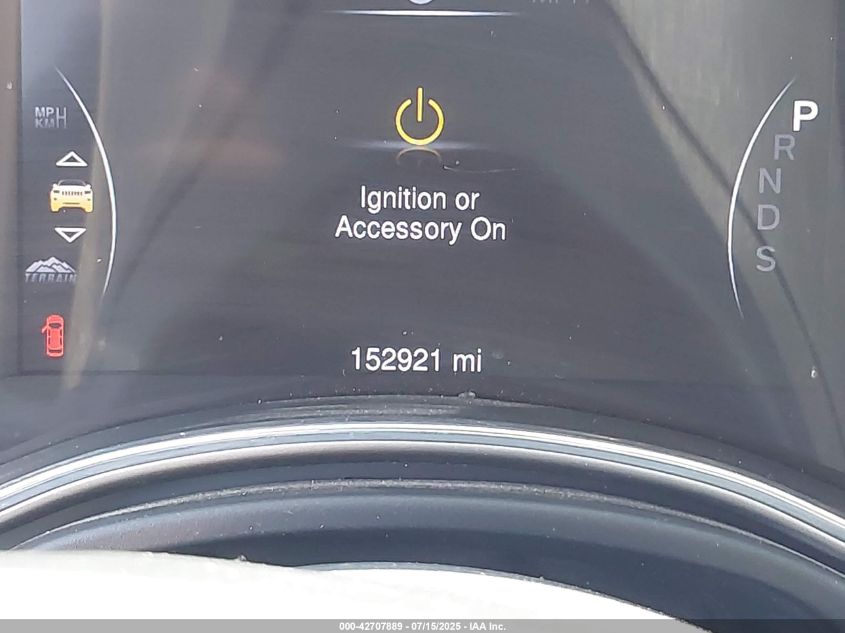 MPH
KM/H
P
R
N
D
S
Ignition or
Accessory On
TERRAIN
152921 mi
000-42707889 - 07/15/2025 - IAA Inc.